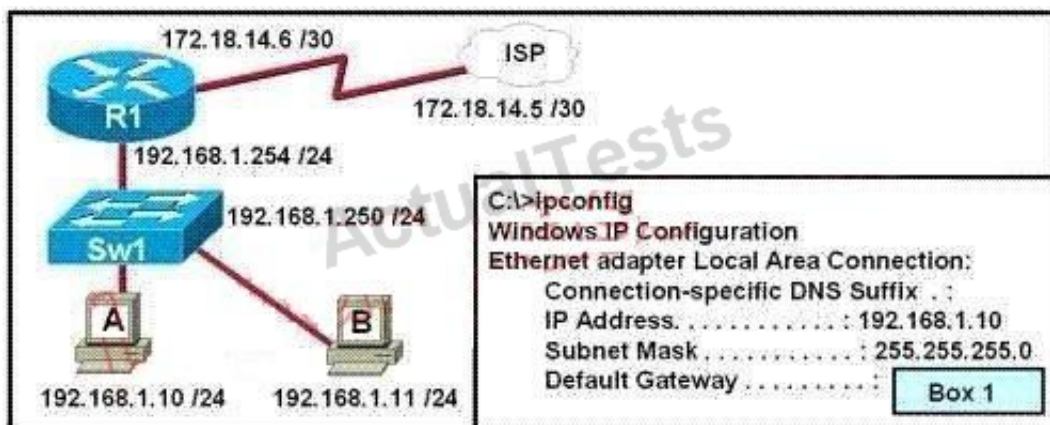 172.18.14.6 /30
ISP
R1
172.18.14.5 /30
192.168.1.254 /24
ActualTests
192.168.1.250 /24
Sw1
A
B
192.168.1.10 /24
192.168.1.11 /24
C:\>ipconfig
Windows IP Configuration
Ethernet adapter Local Area Connection:
Connection-specific DNS Suffix . :
IP Address. . . . . . . . . . . . : 192.168.1.10
Subnet Mask . . . . . . . . . . . : 255.255.255.0
Default Gateway . . . . . . . . . :
Box 1